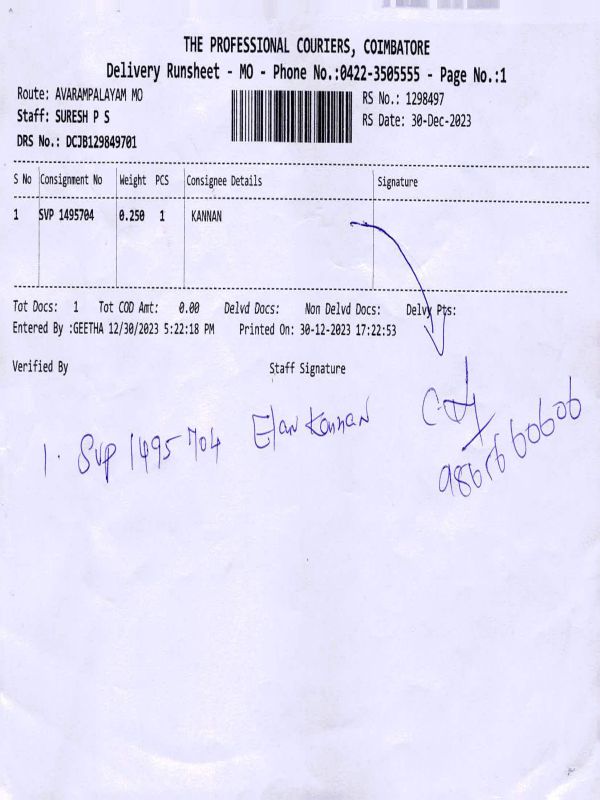 THE PROFESSIONAL COURIERS, COIMBATORE
Delivery Runsheet - MO - Phone No.:0422-3505555 - Page No.:1
Route: AVARAMPALAYAM MO RS No.: 1298497
Staff: SURESH P S RS Date: 30-Dec-2023
DRS No.: DCJB129849701
S No Consignment No Weight PCS Consignee Details Signature
1 SVP 1495704 0.250 1 KANNAN
Tot Docs: 1 Tot COD Amt: 0.00 Delvd Docs: Non Delvd Docs: Delvy Pts:
Entered By :GEETHA 12/30/2023 5:22:18 PM Printed On: 30-12-2023 17:22:53
Verified By Staff Signature
1. SVP 1495704 Elan Kannan